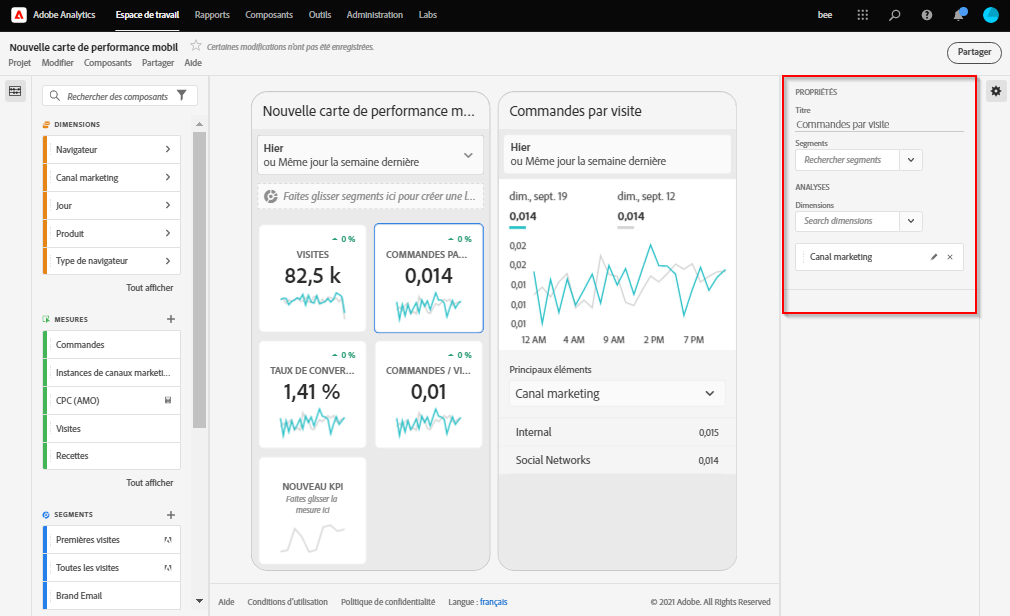 Adobe Analytics
Espace de travail
Rapports
Composants
Outils
Administration
Labs
bee
Nouvelle carte de performance mobil
Certaines modifications n'ont pas été enregistrées.
Projet
Modifier
Composants
Partager
Aide
Partager
Rechercher des composants
DIMENSIONS
Navigateur
Canal marketing
Jour
Produit
Type de navigateur
Tout afficher
MESURES
Commandes
Instances de canaux marketi...
CPC (AMO)
Visites
Recettes
Tout afficher
SEGMENTS
Premières visites
Toutes les visites
Brand Email
Nouvelle carte de performance m...
Hier
ou Même jour la semaine dernière
Faites glisser segments ici pour créer une l...
0 %
VISITES
82,5 k
0 %
COMMANDES PA...
0,014
0 %
TAUX DE CONVER...
1,41 %
0 %
COMMANDES / VI...
0,01
NOUVEAU KPI
Faites glisser la
mesure ici
Commandes par visite
Hier
ou Même jour la semaine dernière
dim., sept. 19
dim., sept. 12
0,014
0,014
0,02
0,02
0,01
0,01
0,01
12 AM
4 AM
9 AM
2 PM
7 PM
Principaux éléments
Canal marketing
Internal
0,015
Social Networks
0,014
PROPRIÉTÉS
Titre
Commandes par visite
Segments
Rechercher segments
ANALYSES
Dimensions
Search dimensions
Canal marketing
Aide
Conditions d'utilisation
Politique de confidentialité
Langue : français
© 2021 Adobe. All Rights Reserved